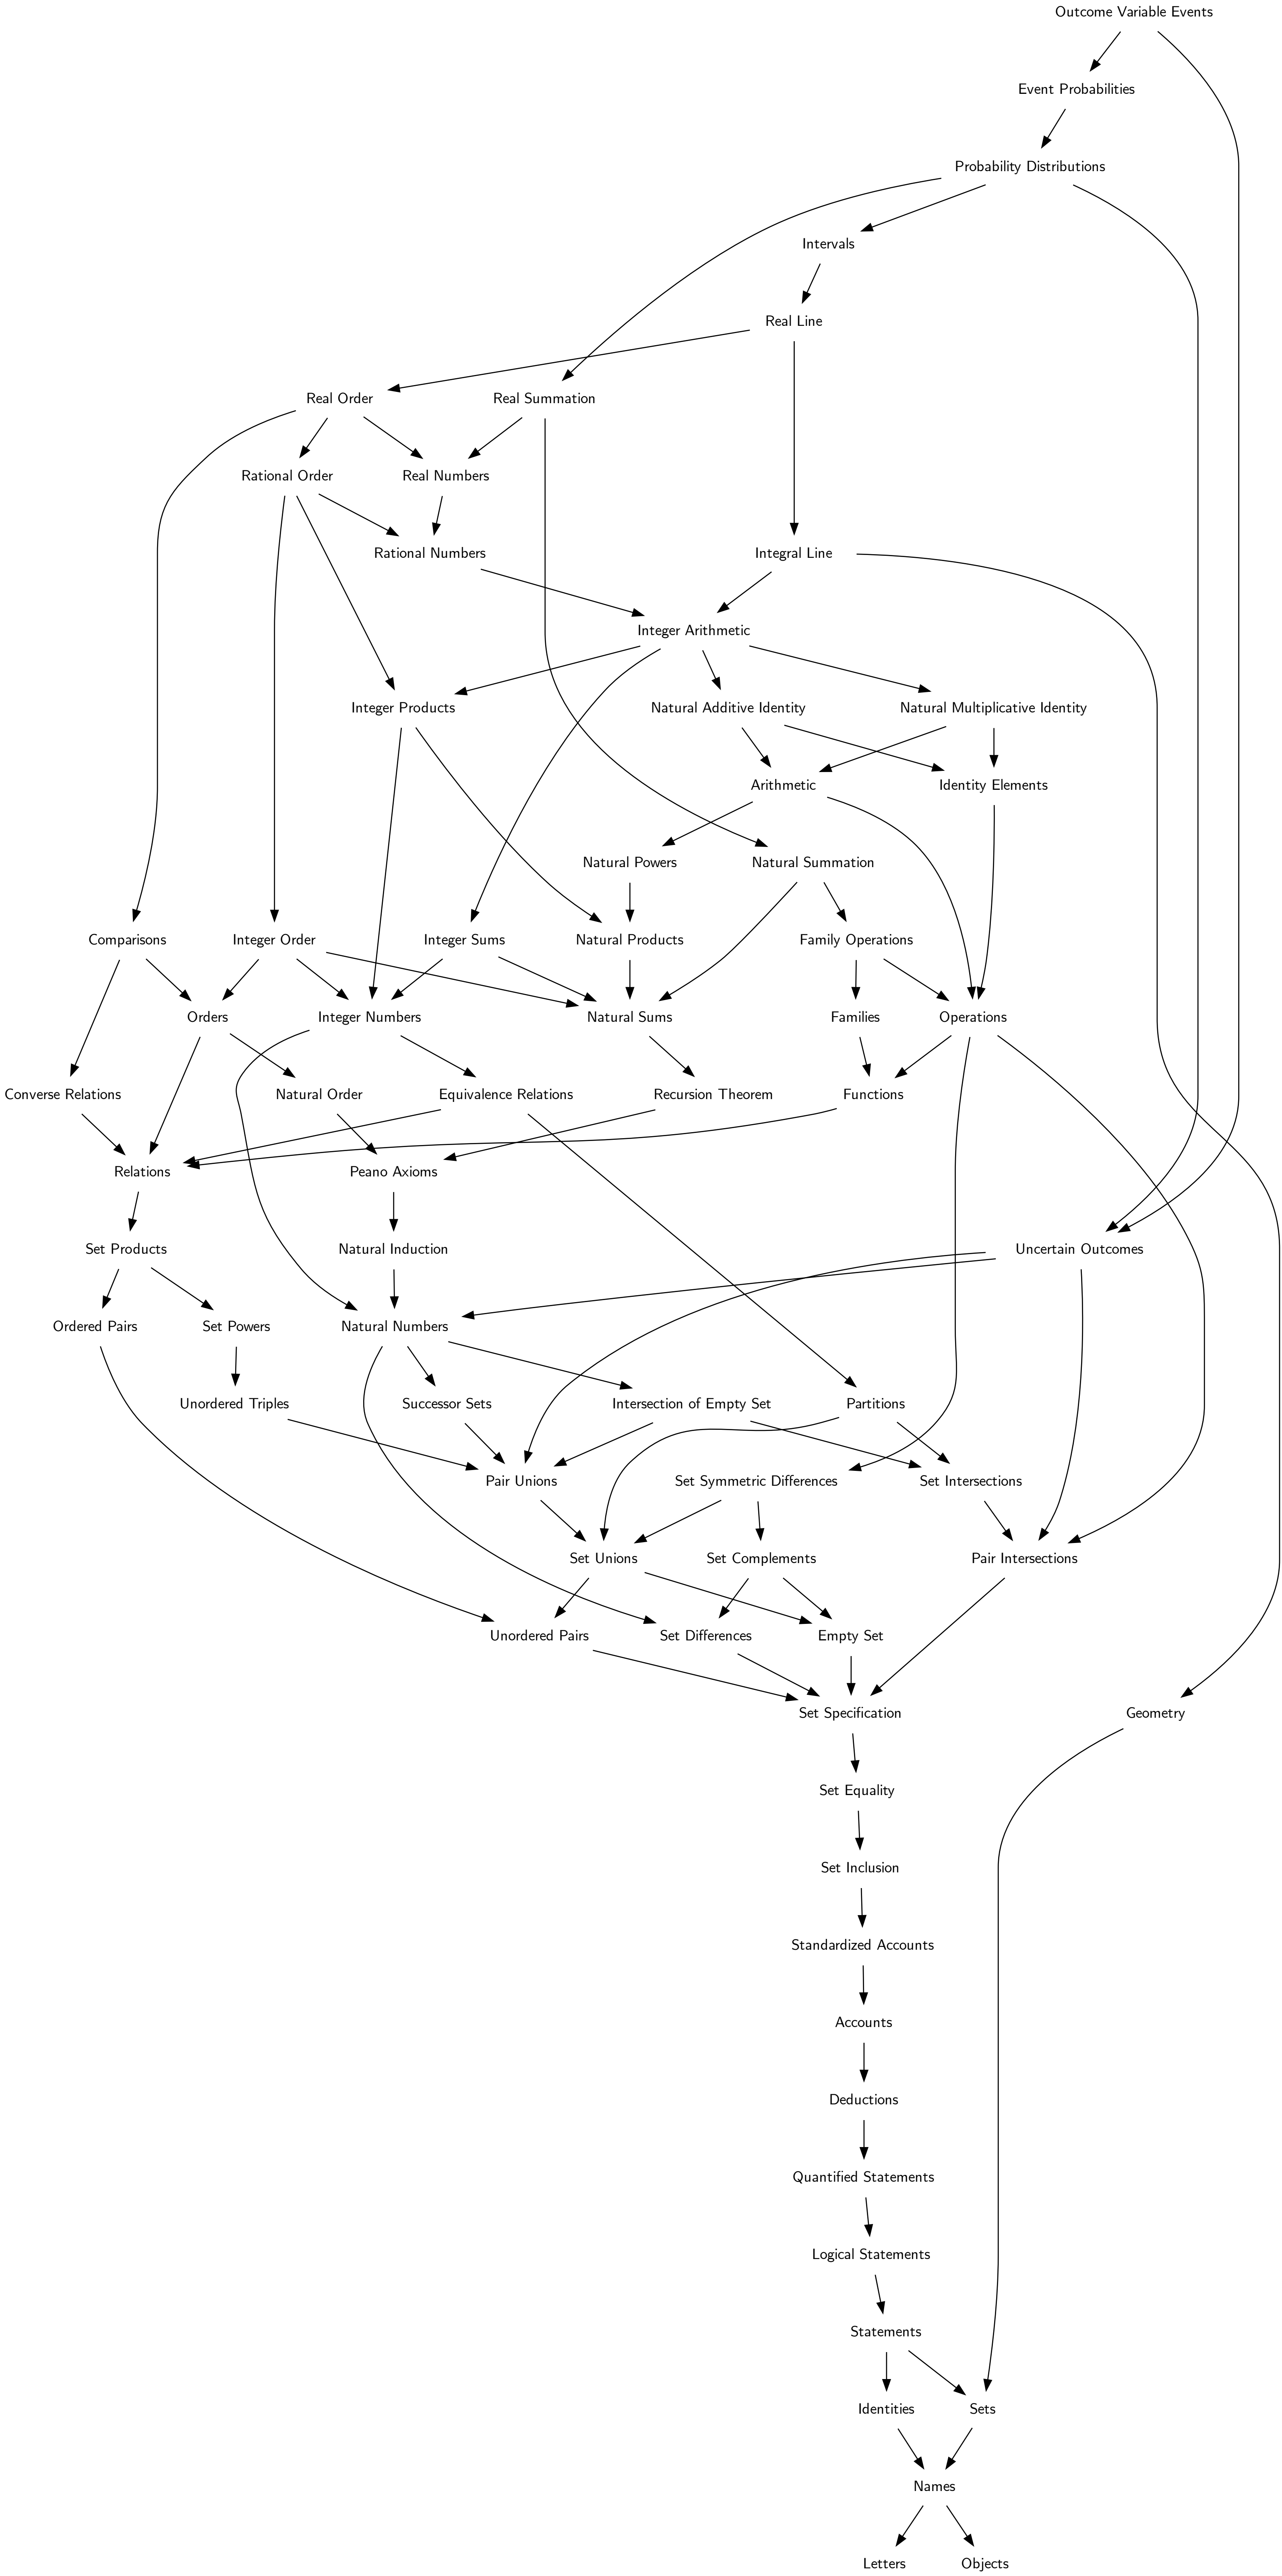 Outcome Variable Events
Event Probabilities
Probability Distributions
Intervals
Real Line
Real Order
Real Summation
Rational Order
Real Numbers
Rational Numbers
Integral Line
Integer Arithmetic
Integer Products
Natural Additive Identity
Natural Multiplicative Identity
Arithmetic
Identity Elements
Natural Powers
Natural Summation
Comparisons
Integer Order
Integer Sums
Natural Products
Family Operations
Orders
Integer Numbers
Natural Sums
Families
Operations
Converse Relations
Natural Order
Equivalence Relations
Recursion Theorem
Functions
Relations
Peano Axioms
Set Products
Natural Induction
Uncertain Outcomes
Ordered Pairs
Set Powers
Natural Numbers
Unordered Triples
Successor Sets
Intersection of Empty Set
Partitions
Pair Unions
Set Symmetric Differences
Set Intersections
Set Unions
Set Complements
Pair Intersections
Unordered Pairs
Set Differences
Empty Set
Set Specification
Geometry
Set Equality
Set Inclusion
Standardized Accounts
Accounts
Deductions
Quantified Statements
Logical Statements
Statements
Identities
Sets
Names
Letters
Objects